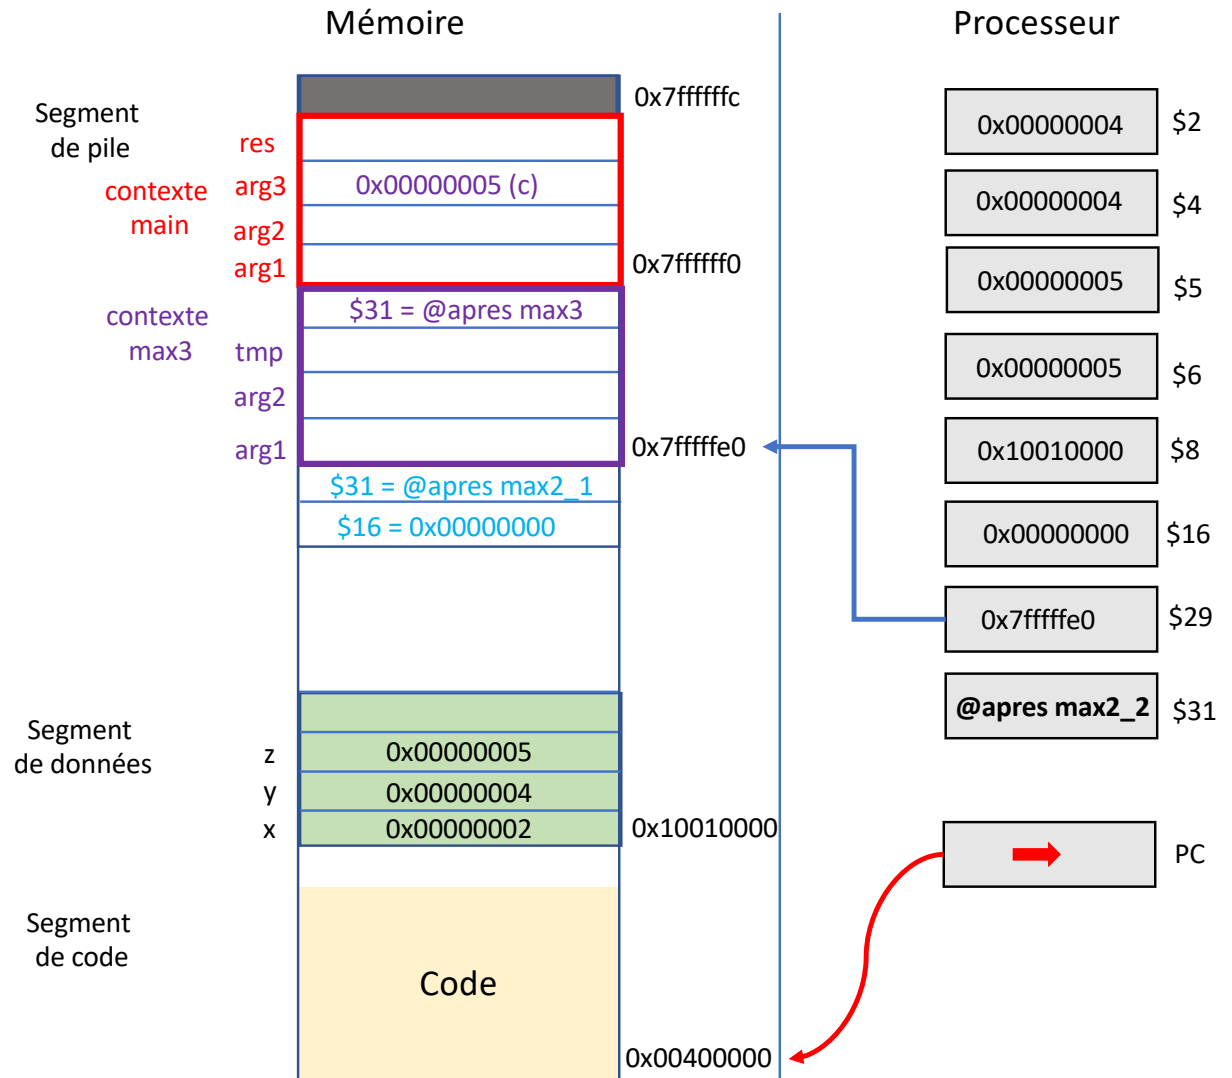 Mémoire
Processeur
0x7ffffffc
Segment
de pile
res
contexte
main
arg3
0x00000005 (c)
arg2
arg1
0x7ffffff0
contexte
max3
$31 = @apres max3
tmp
arg2
arg1
0x7fffffe0
$31 = @apres max2_1
$16 = 0x00000000
Segment
de données
z
0x00000005
y
0x00000004
x
0x00000002
0x10010000
Segment
de code
Code
0x00400000
0x00000004
$2
0x00000004
$4
0x00000005
$5
0x00000005
$6
0x10010000
$8
0x00000000
$16
0x7fffffe0
$29
@apres max2_2
$31
PC